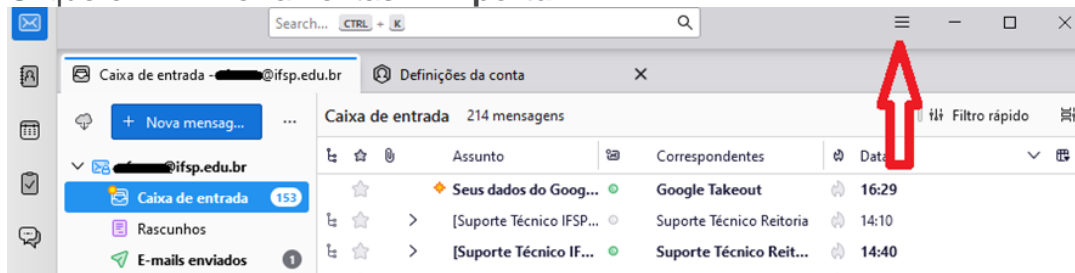 Search... CTRL + K
Caixa de entrada - @ifsp.edu.br Definições da conta
+ Nova mensag... Caixa de entrada 214 mensagens Filtro rápido
@ifsp.edu.br Assunto Correspondentes Data
Caixa de entrada 153 Seus dados do Goog... Google Takeout 16:29
Rascunhos [Suporte Técnico IFSP... Suporte Técnico Reitoria 14:10
E-mails enviados 1 [Suporte Técnico IF... Suporte Técnico Reit... 14:40